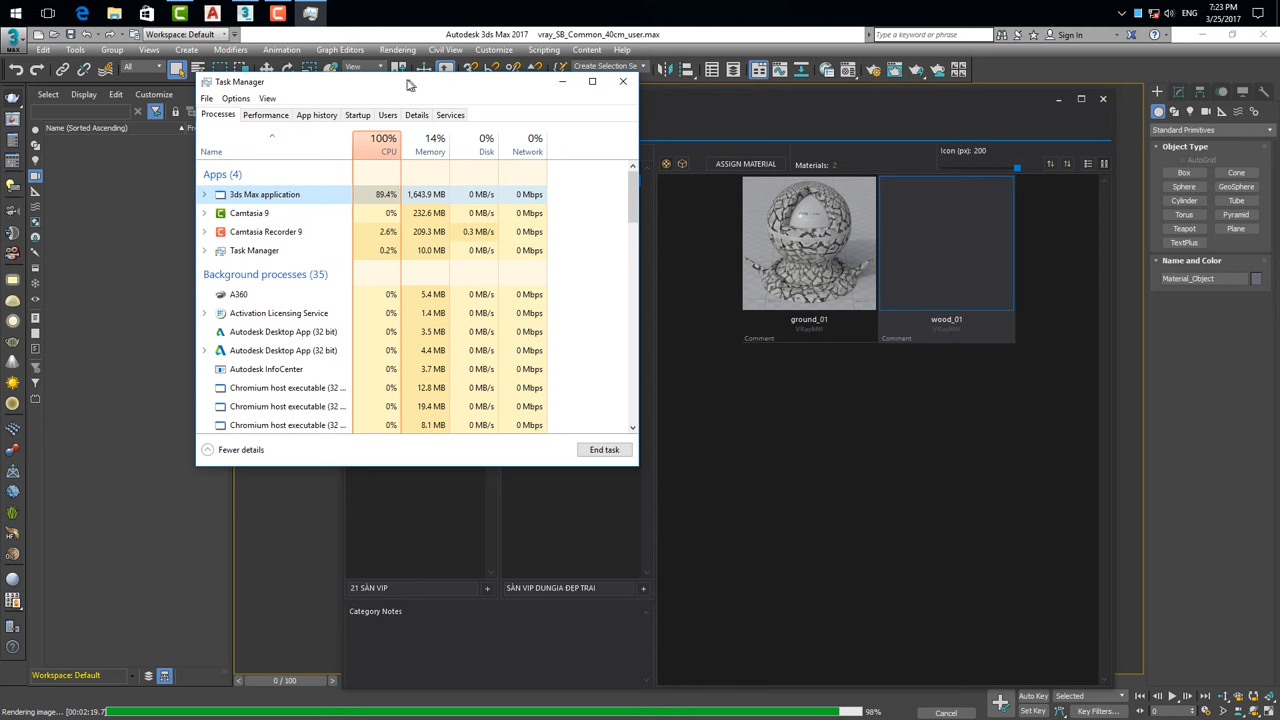 7:23 PM
ENG
3/25/2017
Workspace: Default
Autodesk 3ds Max 2017 vray_SB_Common_40cm_user.max
Type a keyword or phrase
Sign In
MAX
Edit Tools Group Views Create Modifiers Animation Graph Editors Rendering Civil View Customize Scripting Content Help
All
View
Create Selection Se
Select Display Edit Customize
Name (Sorted Ascending)
Task Manager
File Options View
Processes Performance App history Startup Users Details Services
100% 14% 0% 0%
Name CPU Memory Disk Network
Apps (4)
3ds Max application 89.4% 1,643.9 MB 0 MB/s 0 Mbps
Camtasia 9 0% 232.6 MB 0 MB/s 0 Mbps
Camtasia Recorder 9 2.6% 209.3 MB 0.3 MB/s 0 Mbps
Task Manager 0.2% 10.0 MB 0 MB/s 0 Mbps
Background processes (35)
A360 0% 5.4 MB 0 MB/s 0 Mbps
Activation Licensing Service 0% 1.4 MB 0 MB/s 0 Mbps
Autodesk Desktop App (32 bit) 0% 3.5 MB 0 MB/s 0 Mbps
Autodesk Desktop App (32 bit) 0% 4.4 MB 0 MB/s 0 Mbps
Autodesk InfoCenter 0% 3.7 MB 0 MB/s 0 Mbps
Chromium host executable (32 ... 0% 12.8 MB 0 MB/s 0 Mbps
Chromium host executable (32 ... 0% 19.4 MB 0 MB/s 0 Mbps
Chromium host executable (32 ... 0% 8.1 MB 0 MB/s 0 Mbps
Fewer details
End task
ASSIGN MATERIAL
Materials: 2
Icon (px): 200
ground_01
VRayMtl
Comment
wood_01
VRayMtl
Comment
21 SÀN VIP +
SÀN VIP DUNGIA ĐẸP TRAI +
Category Notes
Standard Primitives
Object Type
AutoGrid
Box Cone
Sphere GeoSphere
Cylinder Tube
Torus Pyramid
Teapot Plane
TextPlus
Name and Color
Material_Object
Workspace: Default
0 / 100
Auto Key Selected
Set Key Key Filters...
0
Rendering image... [00:02:19.7]
98%
Cancel